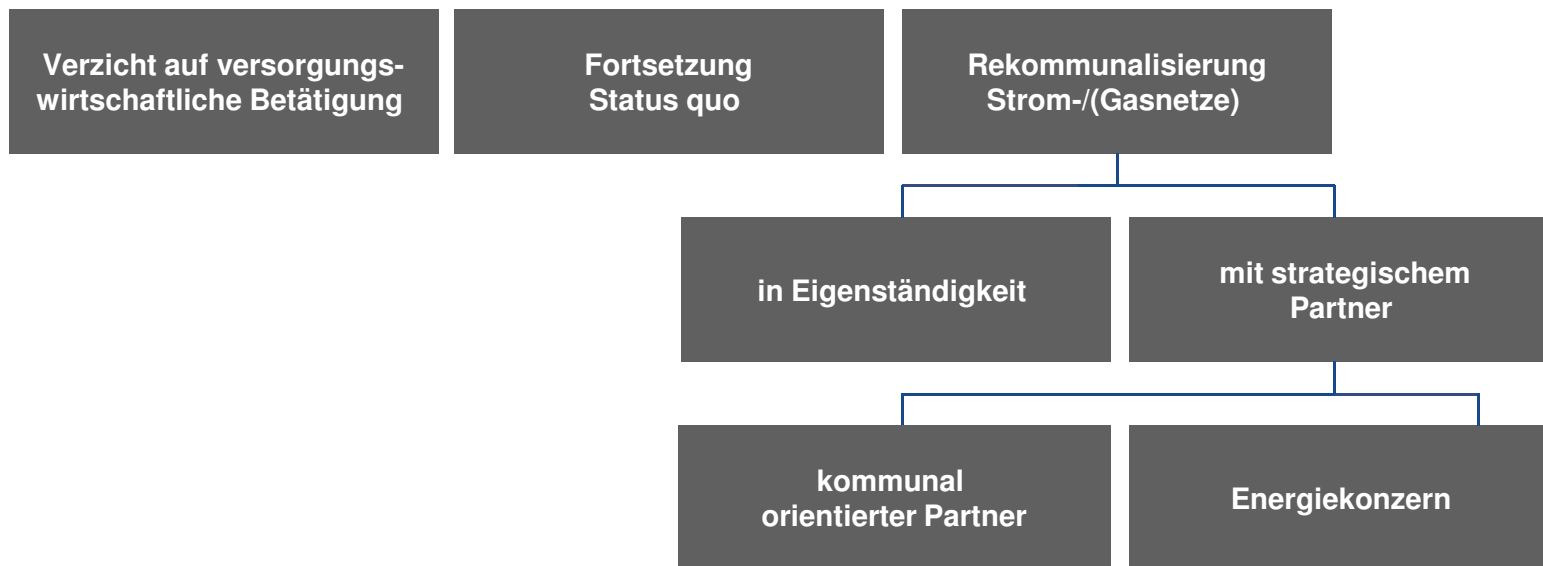 Verzicht auf versorgungs-
wirtschaftliche Betätigung
Fortsetzung
Status quo
Rekommunalisierung
Strom-/(Gasnetze)
in Eigenständigkeit
mit strategischem
Partner
kommunal
orientierter Partner
Energiekonzern